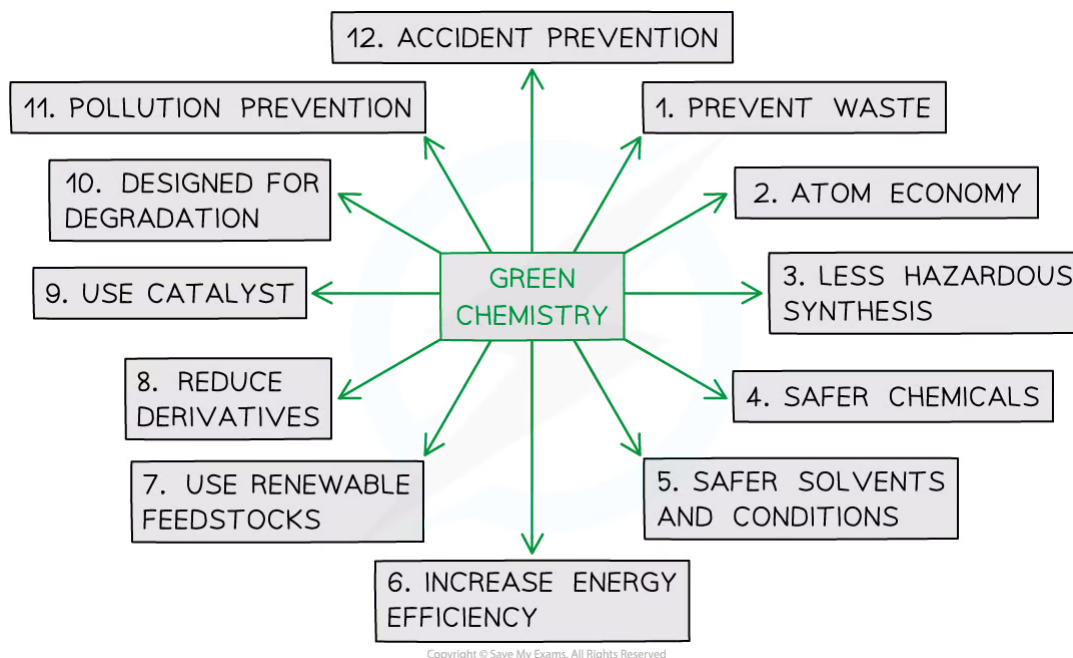 12. ACCIDENT PREVENTION
11. POLLUTION PREVENTION
1. PREVENT WASTE
10. DESIGNED FOR
DEGRADATION
2. ATOM ECONOMY
9. USE CATALYST
GREEN
CHEMISTRY
3. LESS HAZARDOUS
SYNTHESIS
8. REDUCE
DERIVATIVES
4. SAFER CHEMICALS
7. USE RENEWABLE
FEEDSTOCKS
5. SAFER SOLVENTS
AND CONDITIONS
6. INCREASE ENERGY
EFFICIENCY
Copyright © Save My Exams. All Rights Reserved